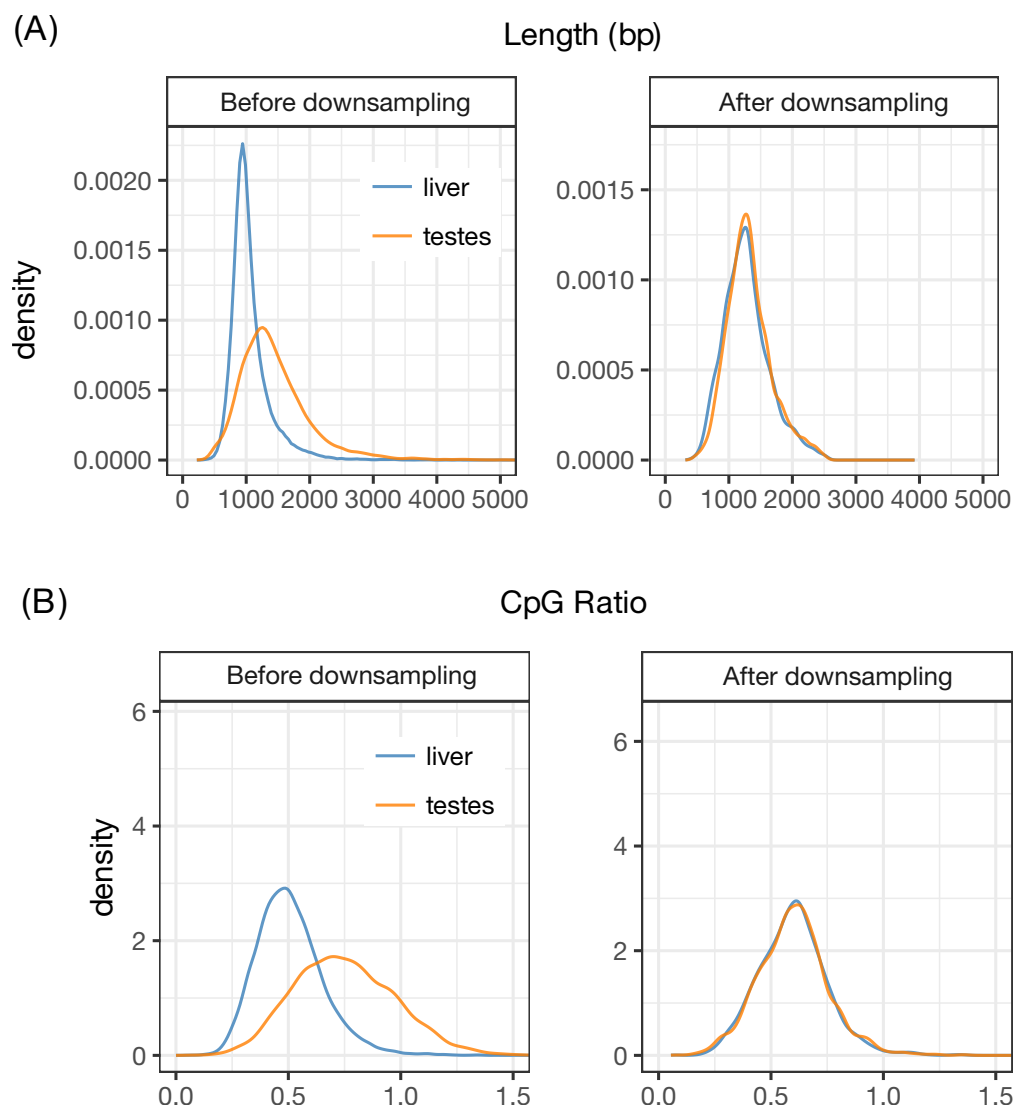 (A)
Length (bp)
Before downsampling
After downsampling
density
0.0020
0.0015
0.0010
0.0005
0.0000
liver
testes
0 1000 2000 3000 4000 5000
0.0015
0.0010
0.0005
0.0000
0 1000 2000 3000 4000 5000
(B)
CpG Ratio
Before downsampling
After downsampling
density
6
4
2
0
liver
testes
0.0 0.5 1.0 1.5
6
4
2
0
0.0 0.5 1.0 1.5